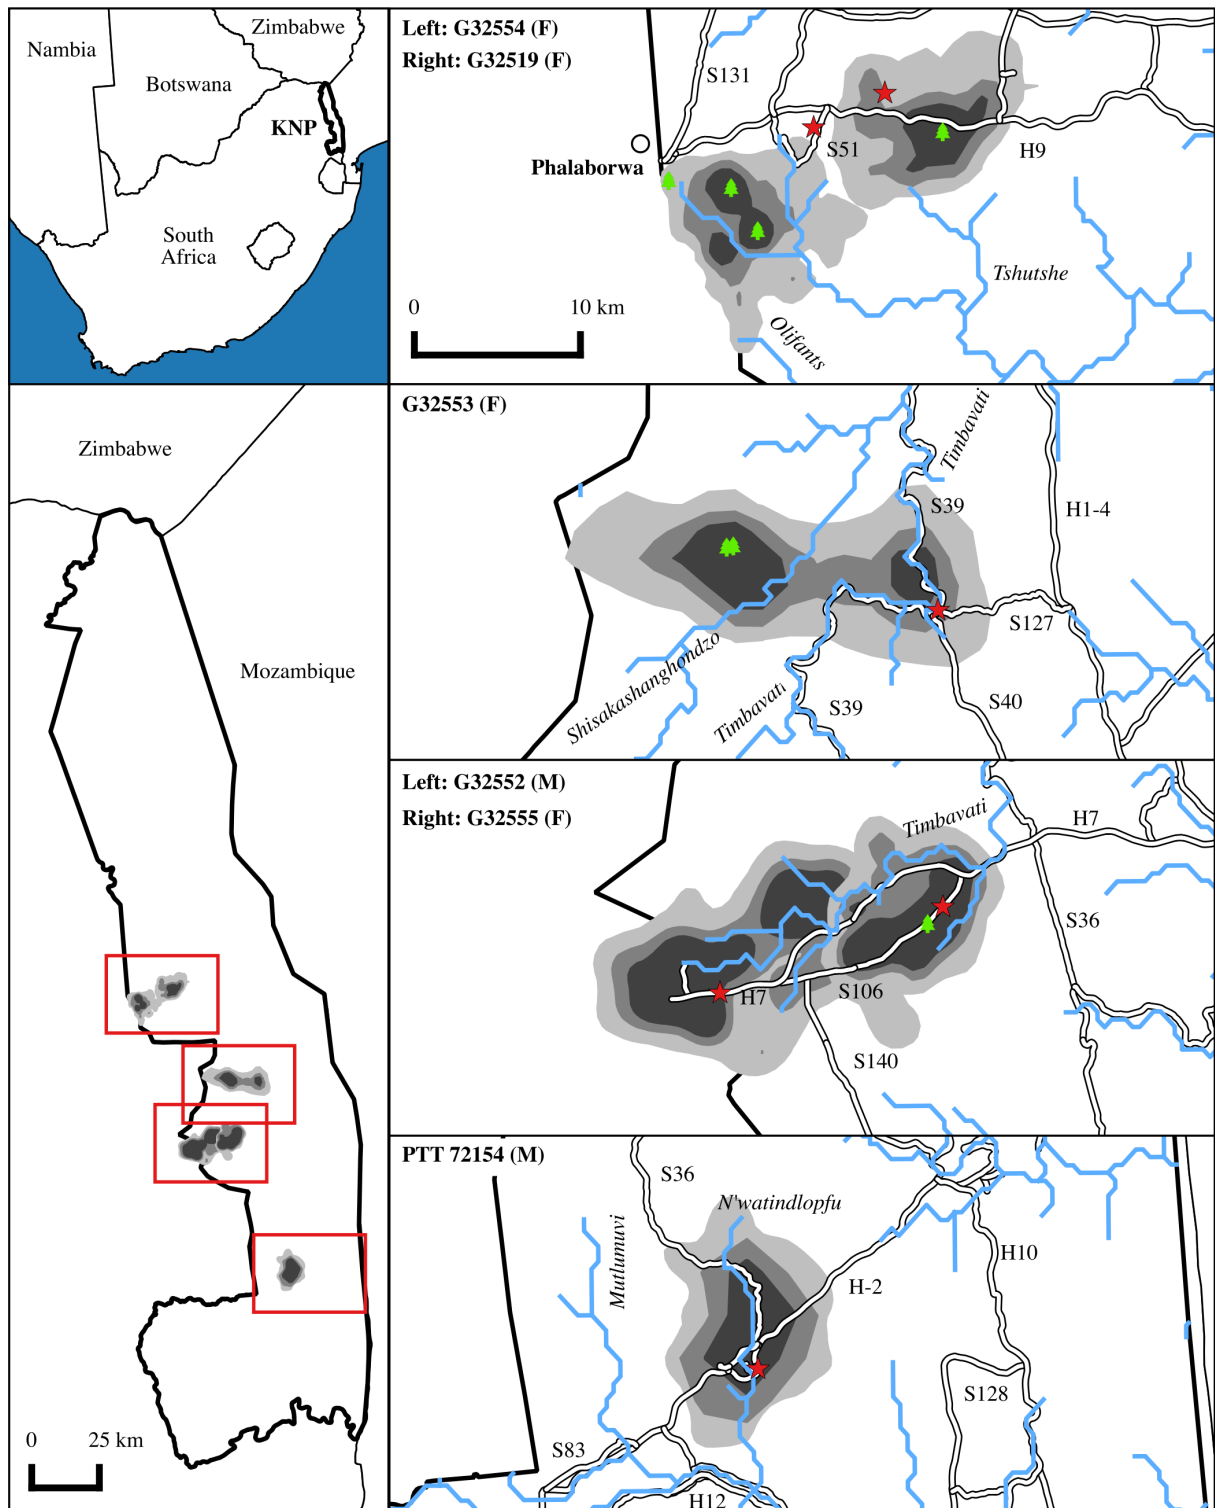 Nambia
Zimbabwe
Botswana
KNP
South
Africa
Zimbabwe
Mozambique
0 25 km
Left: G32554 (F)
Right: G32519 (F)
S131
Phalaborwa
S51
H9
Tshutshe
Olifants
0 10 km
G32553 (F)
Timbavati
S39
H1-4
S127
Shisakashanghondzo
Timbavati
S39
S40
Left: G32552 (M)
Right: G32555 (F)
Timbavati
H7
S36
H7
S106
S140
PTT 72154 (M)
S36
N'watindlopfu
Mutlumuvi
H10
H-2
S128
S83
H12